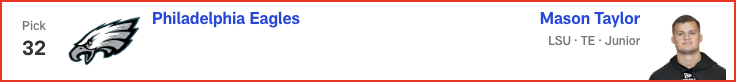 Pick
32
Philadelphia Eagles
Mason Taylor
LSU · TE · Junior